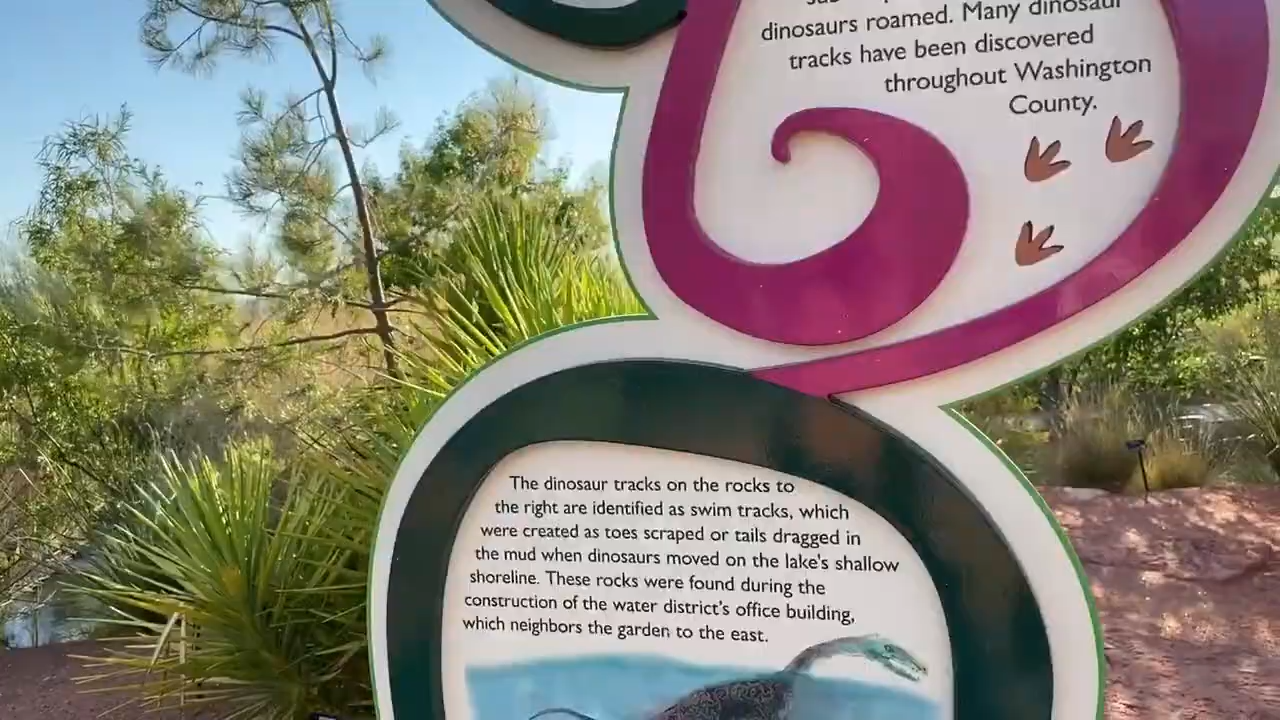 dinosaurs roamed. Many dinosaur
tracks have been discovered
throughout Washington
County.
The dinosaur tracks on the rocks to
the right are identified as swim tracks, which
were created as toes scraped or tails dragged in
the mud when dinosaurs moved on the lake's shallow
shoreline. These rocks were found during the
construction of the water district's office building,
which neighbors the garden to the east.